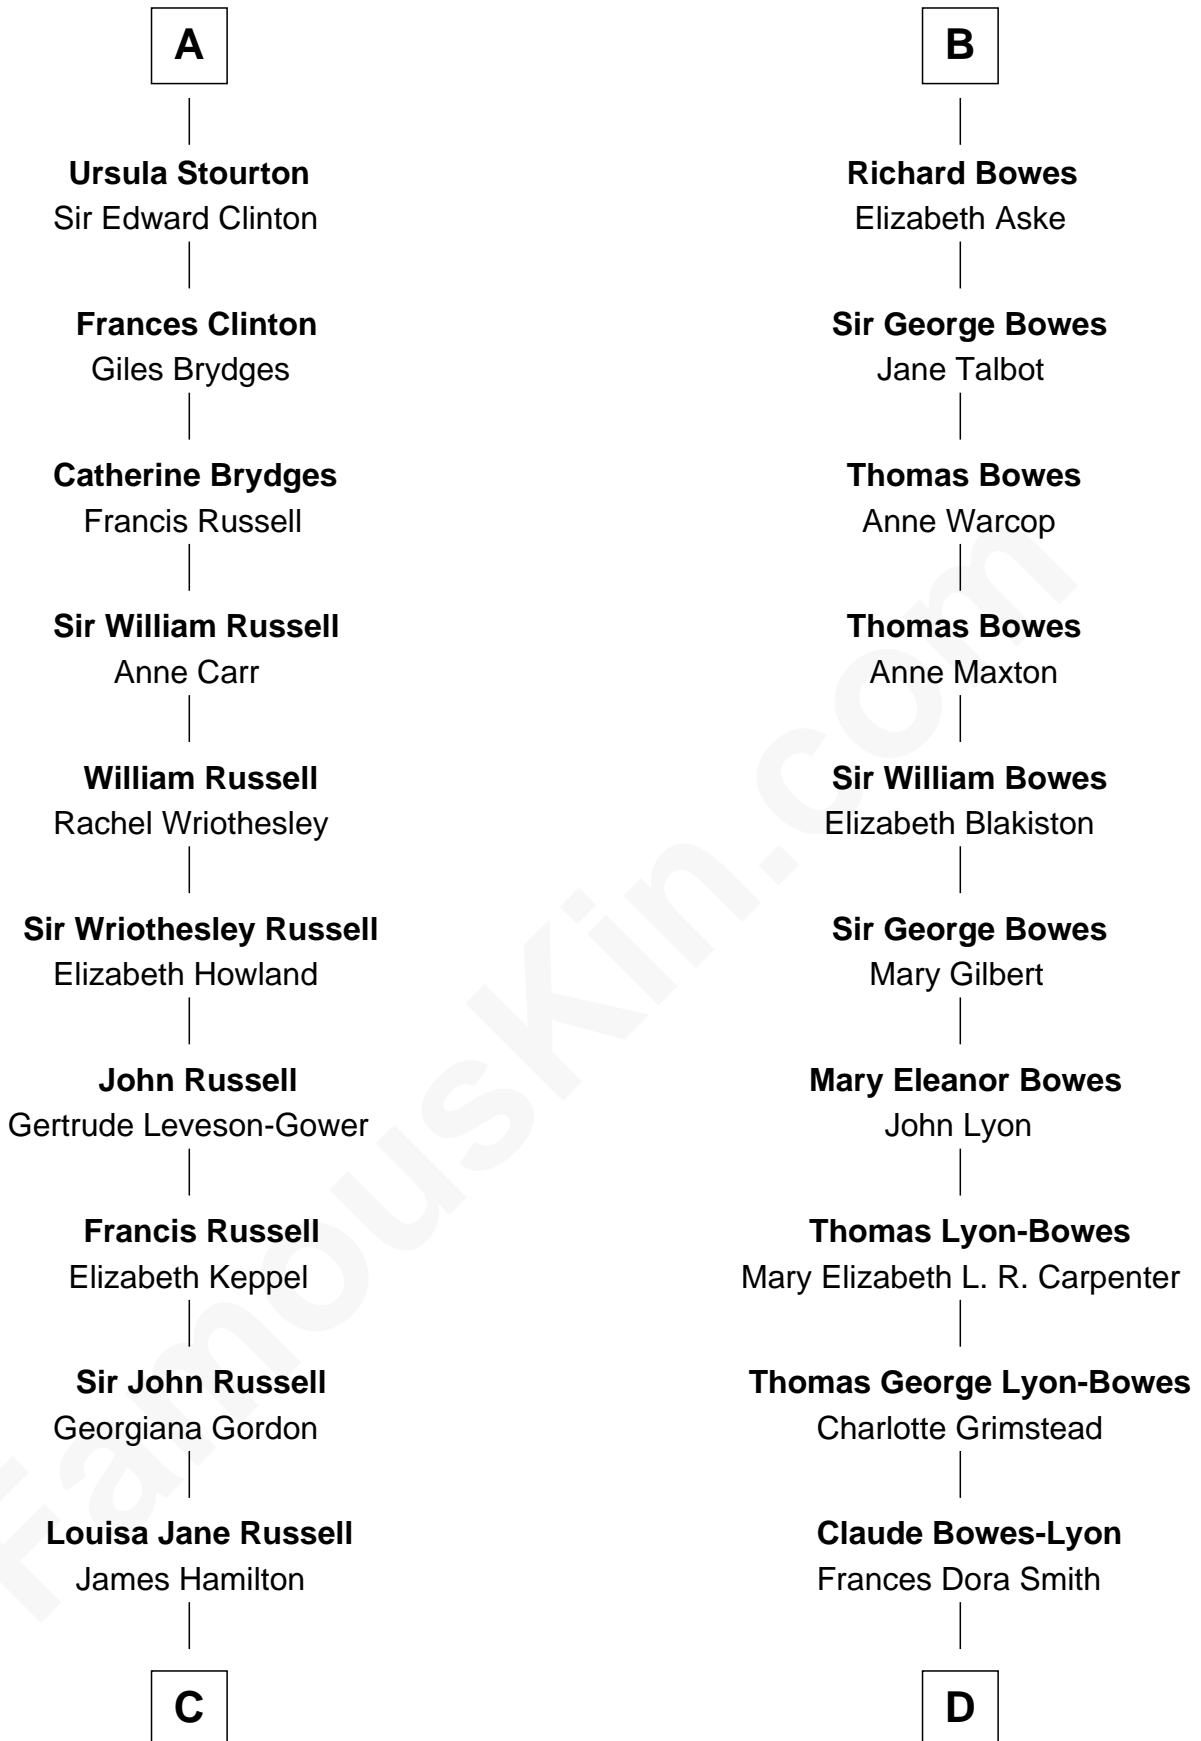 A
Ursula Stourton
Sir Edward Clinton
Frances Clinton
Giles Brydges
Catherine Brydges
Francis Russell
Sir William Russell
Anne Carr
William Russell
Rachel Wriothesley
Sir Wriothesley Russell
Elizabeth Howland
John Russell
Gertrude Leveson-Gower
Francis Russell
Elizabeth Keppel
Sir John Russell
Georgiana Gordon
Louisa Jane Russell
James Hamilton
C
B
Richard Bowes
Elizabeth Aske
Sir George Bowes
Jane Talbot
Thomas Bowes
Anne Warcop
Thomas Bowes
Anne Maxton
Sir William Bowes
Elizabeth Blakiston
Sir George Bowes
Mary Gilbert
Mary Eleanor Bowes
John Lyon
Thomas Lyon-Bowes
Mary Elizabeth L. R. Carpenter
Thomas George Lyon-Bowes
Charlotte Grimstead
Claude Bowes-Lyon
Frances Dora Smith
D
FamousKin.com